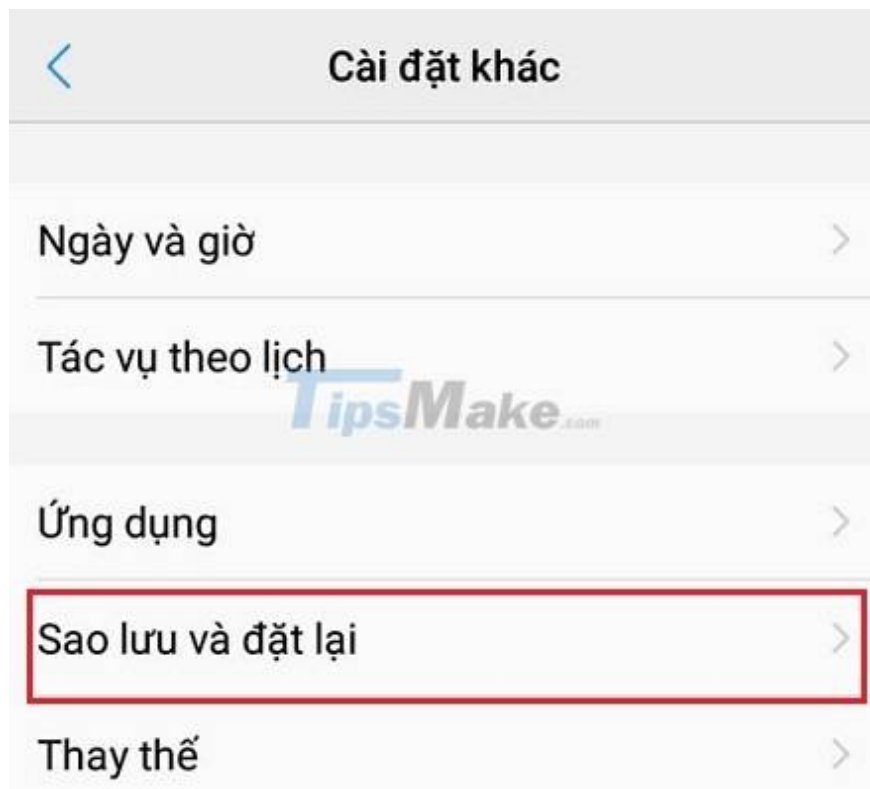 Cài đặt khác
Ngày và giờ
Tác vụ theo lịch
TipsMake.com
Ứng dụng
Sao lưu và đặt lại
Thay thế